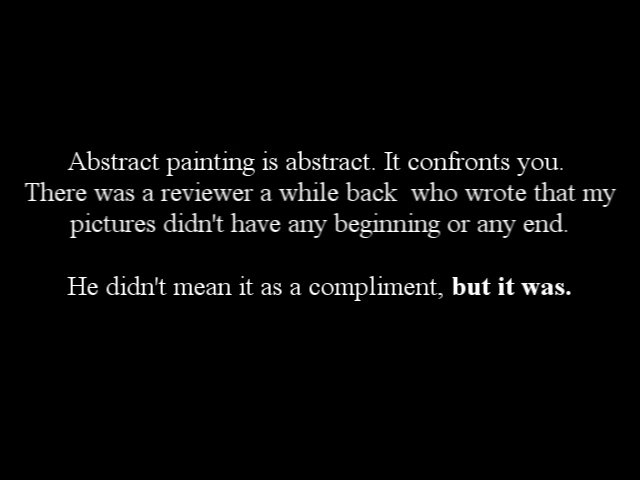 Abstract painting is abstract. It confronts you.
There was a reviewer a while back  who wrote that my
pictures didn't have any beginning or any end.
He didn't mean it as a compliment, but it was.